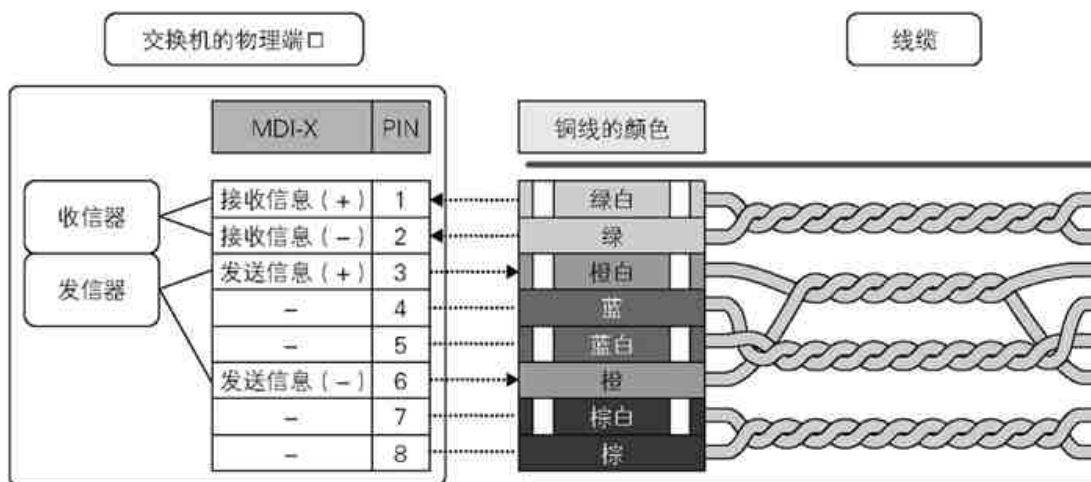 交换机的物理端口 线缆
MDI-X PIN 铜线的颜色
收信器
发信器
接收信息（+） 1 绿白
接收信息（-） 2 绿
发送信息（+） 3 橙白
- 4 蓝
- 5 蓝白
发送信息（-） 6 橙
- 7 棕白
- 8 棕